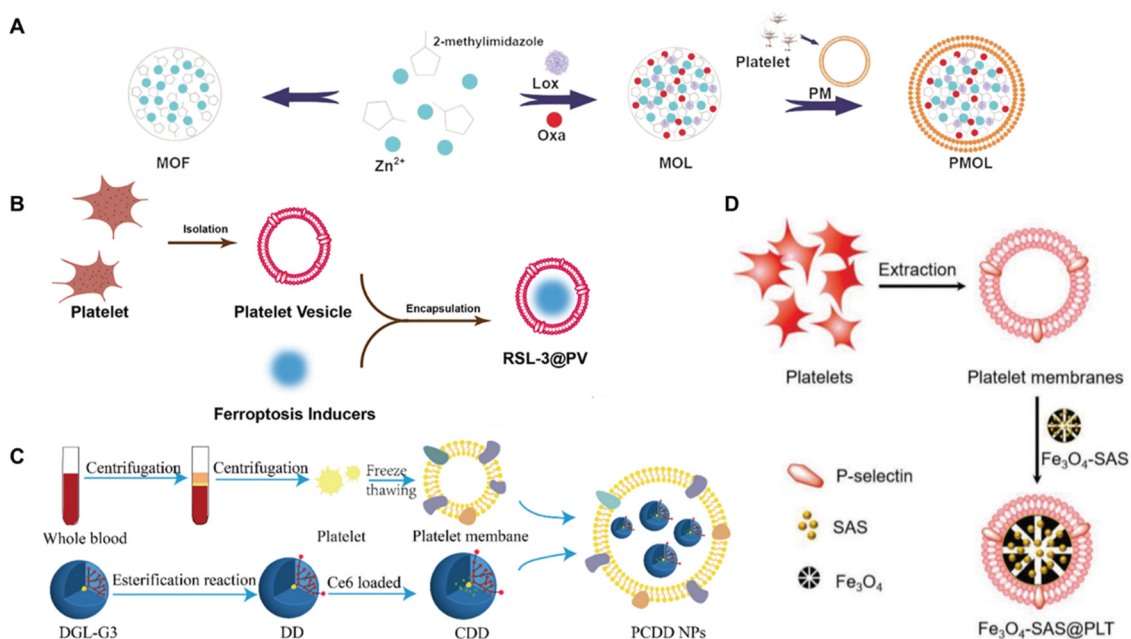 A
2-methylimidazole
Platelet
Lox
PM
Oxa
MOF
Zn²⁺
MOL
PMOL
B
Isolation
Platelet
Platelet Vesicle
Encapsulation
RSL-3@PV
Ferroptosis Inducers
C
Centrifugation
Centrifugation
Freeze
thawing
Whole blood
Platelet
Platelet membane
Esterification reaction
Ce6 loaded
DGL-G3
DD
CDD
PCDD NPs
D
Extraction
Platelets
Platelet membranes
Fe₃O₄-SAS
P-selectin
SAS
Fe₃O₄
Fe₃O₄-SAS@PLT